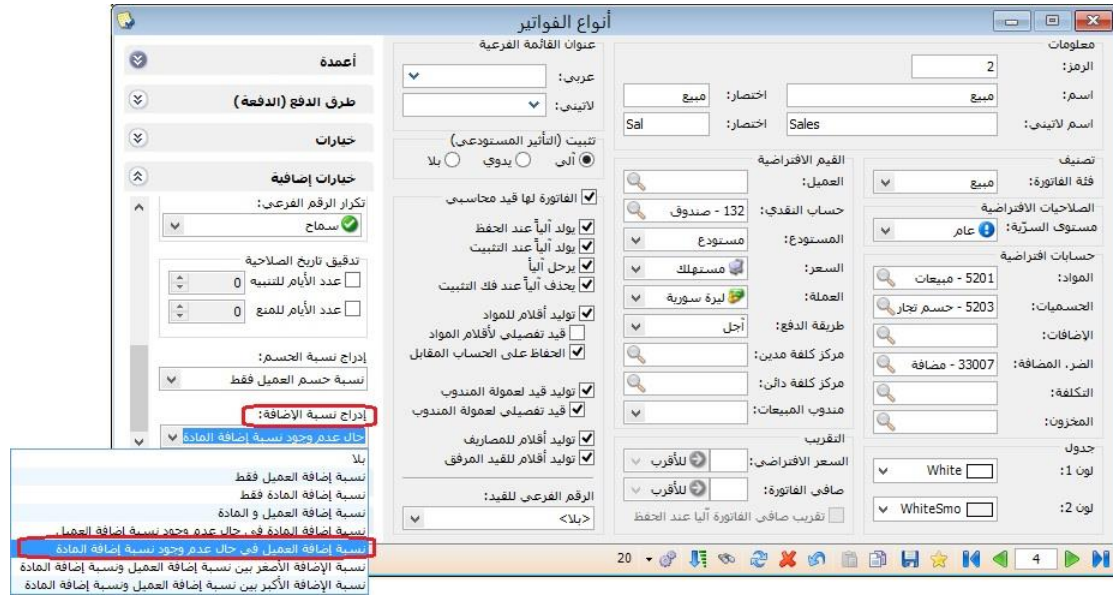 أنواع الفواتير
معلومات
الرمز: 2
اسم: مبيع اختصار: مبيع
اسم لاتيني: Sales اختصار: Sal
تصنيف
فئة الفاتورة: مبيع
الصلاحيات الافتراضية
مستوى السرّية: عام
حسابات افتراضية
المواد: 5201 - مبيعات
الحسميات: 5203 - حسم تجار
الإضافات:
الضر. المضافة: 33007 - مضافة
التكلفة:
المخزون:
جدول
لون 1: White
لون 2: WhiteSmo
القيم الافتراضية
العميل:
حساب النقدي: 132 - صندوق
المستودع: مستودع
السعر: مستهلك
العملة: ليرة سورية
طريقة الدفع: آجل
مركز كلفة مدين:
مركز كلفة دائن:
مندوب المبيعات:
التقريب
السعر الافتراضي: للأقرب
صافي الفاتورة: للأقرب
تقريب صافي الفاتورة آليا عند الحفظ
عنوان القائمة الفرعية
عربي:
لاتيني:
تثبيت (التأثير المستودعي)
آلي يدوي بلا
الفاتورة لها قيد محاسبي
يولد آلياً عند الحفظ
يولد آلياً عند التثبيت
يرحل آلياً
يحذف آلياً عند فك التثبيت
توليد أقلام للمواد
قيد تفصيلي لأقلام المواد
الحفاظ على الحساب المقابل
توليد قيد لعمولة المندوب
قيد تفصيلي لعمولة المندوب
توليد أقلام للمصاريف
توليد أقلام للقيد المرفق
الرقم الفرعي للقيد:
<بلا>
أعمدة
طرق الدفع (الدفعة)
خيارات
خيارات إضافية
تكرار الرقم الفرعي:
سماح
تدقيق تاريخ الصلاحية
عدد الأيام للتنبيه 0
عدد الأيام للمنع 0
إدراج نسبة الحسم:
نسبة حسم العميل فقط
إدراج نسبة الإضافة:
حال عدم وجود نسبة إضافة المادة
بلا
نسبة إضافة العميل فقط
نسبة إضافة المادة فقط
نسبة إضافة العميل و المادة
نسبة إضافة المادة في حال عدم وجود نسبة إضافة العميل
نسبة إضافة العميل في حال عدم وجود نسبة إضافة المادة
نسبة الإضافة الأصغر بين نسبة إضافة العميل ونسبة إضافة المادة
نسبة الإضافة الأكبر بين نسبة إضافة العميل ونسبة إضافة المادة
4
20